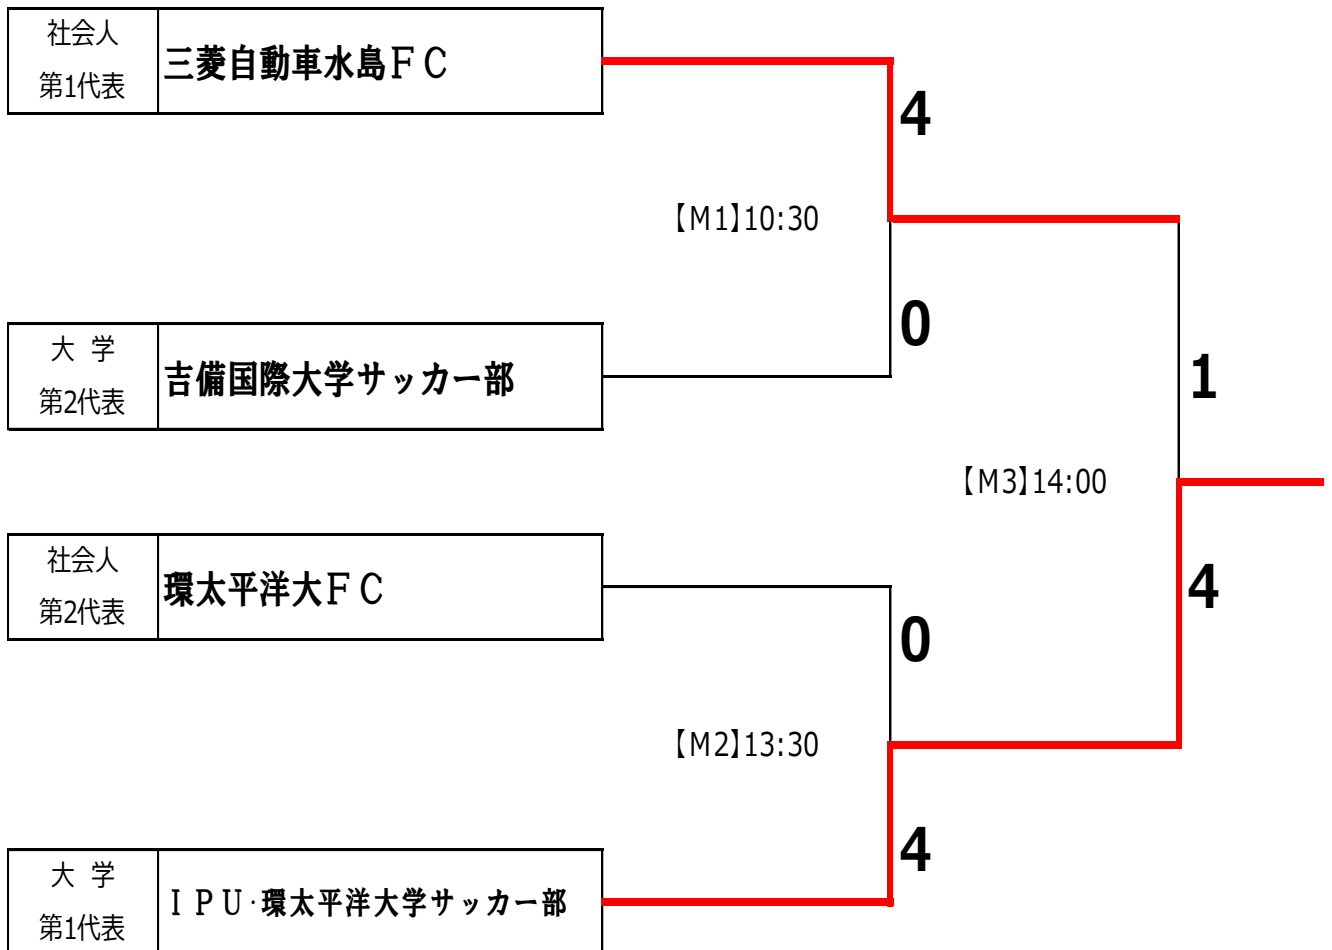 社会人
第1代表
三菱自動車水島ＦＣ
4
【M1】10:30
0
大 学
第2代表
吉備国際大学サッカー部
1
【M3】14:00
社会人
第2代表
環太平洋大ＦＣ
4
0
【M2】13:30
4
大 学
第1代表
ＩＰＵ·環太平洋大学サッカー部